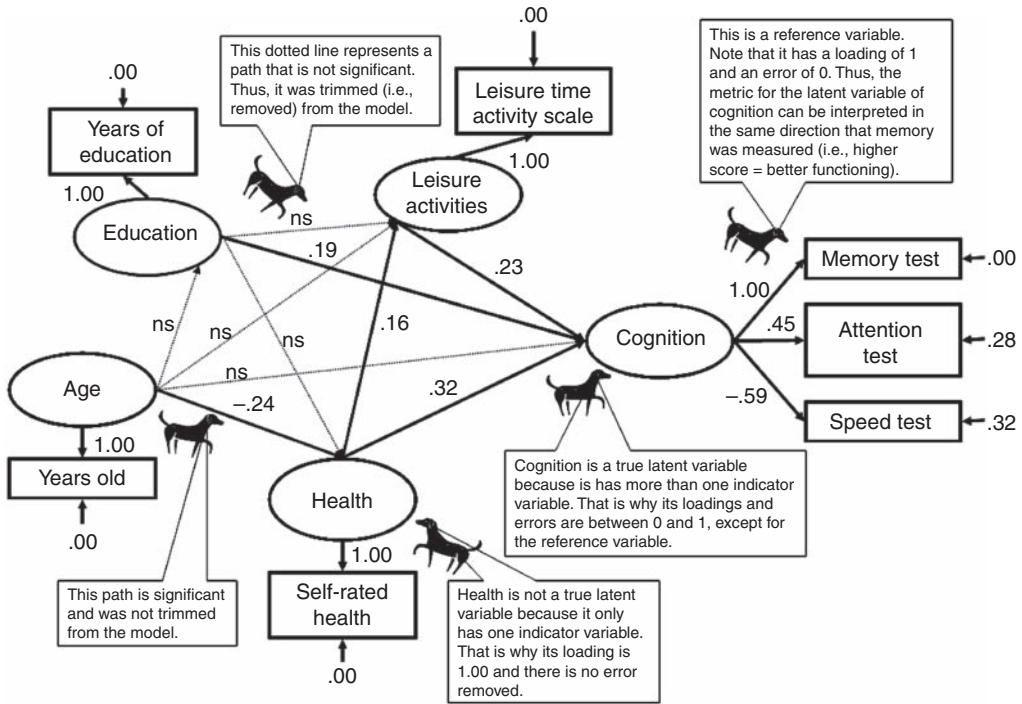 .00
This dotted line represents a
path that is not significant.
Thus, it was trimmed (i.e.,
removed) from the model.
.00
Years of
education
1.00
Education
Leisure time
activity scale
1.00
Leisure
activities
This is a reference variable.
Note that it has a loading of 1
and an error of 0. Thus, the
metric for the latent variable of
cognition can be interpreted in
the same direction that memory
was measured (i.e., higher
score = better functioning).
ns
.19
.23
ns
ns
ns
.16
ns
Memory test
.00
1.00
Cognition
.45
Attention
test
.28
–.59
Speed test
.32
Age
–.24
.32
1.00
Years old
.00
Health
1.00
Self-rated
health
.00
Cognition is a true latent variable
because is has more than one indicator
variable. That is why its loadings and
errors are between 0 and 1, except for
the reference variable.
This path is significant
and was not trimmed
from the model.
Health is not a true latent
variable because it only
has one indicator variable.
That is why its loading is
1.00 and there is no error
removed.